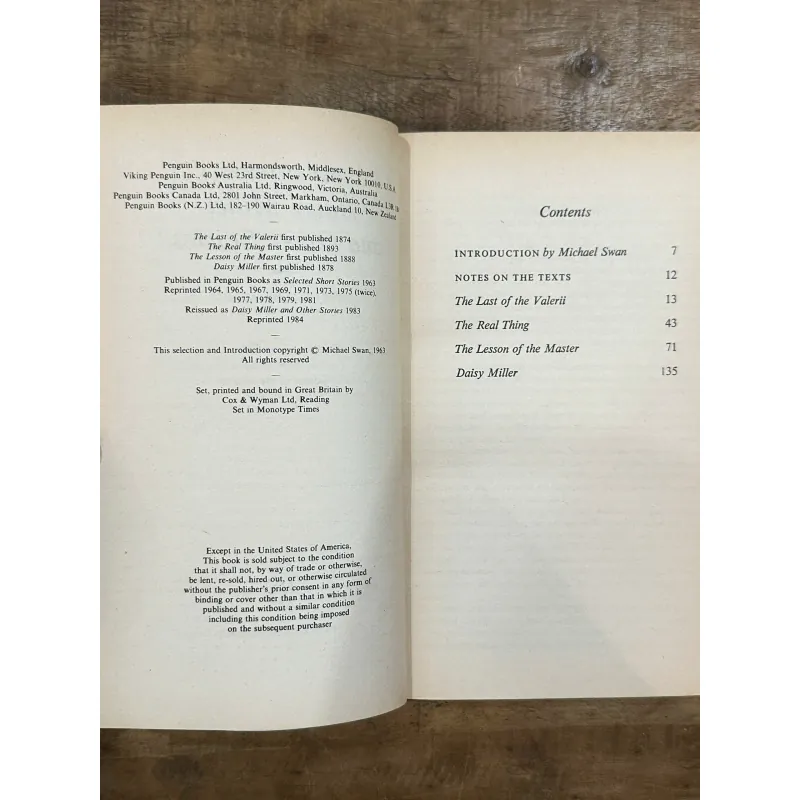 Penguin Books Ltd, Harmondsworth, Middlesex, England
Viking Penguin Inc., 40 West 23rd Street, New York, New York 10010, U.S.A.
Penguin Books Australia Ltd, Ringwood, Victoria, Australia
Penguin Books Canada Ltd, 2801 John Street, Markham, Ontario, Canada
Penguin Books (N.Z.) Ltd, 182–190 Wairau Road, Auckland 10, New Zealand
—
The Last of the Valerii first published 1874
The Real Thing first published 1893
The Lesson of the Master first published 1888
Daisy Miller first published 1878
Published in Penguin Books as Selected Short Stories 1963
Reprinted 1964, 1965, 1967, 1969, 1971, 1973, 1975 (twice),
1977, 1978, 1979, 1981
Reissued as Daisy Miller and Other Stories 1983
Reprinted 1984
—
This selection and Introduction copyright © Michael Swan, 1963
All rights reserved
—
Set, printed and bound in Great Britain by
Cox & Wyman Ltd, Reading
Set in Monotype Times
Except in the United States of America,
This book is sold subject to the condition
that it shall not, by way of trade or otherwise,
be lent, re-sold, hired out, or otherwise circulated
without the publisher's prior consent in any form of
binding or cover other than that in which it is
published and without a similar condition
including this condition being imposed
on the subsequent purchaser
Contents
INTRODUCTION by Michael Swan 7
NOTES ON THE TEXTS 12
The Last of the Valerii 13
The Real Thing 43
The Lesson of the Master 71
Daisy Miller 135